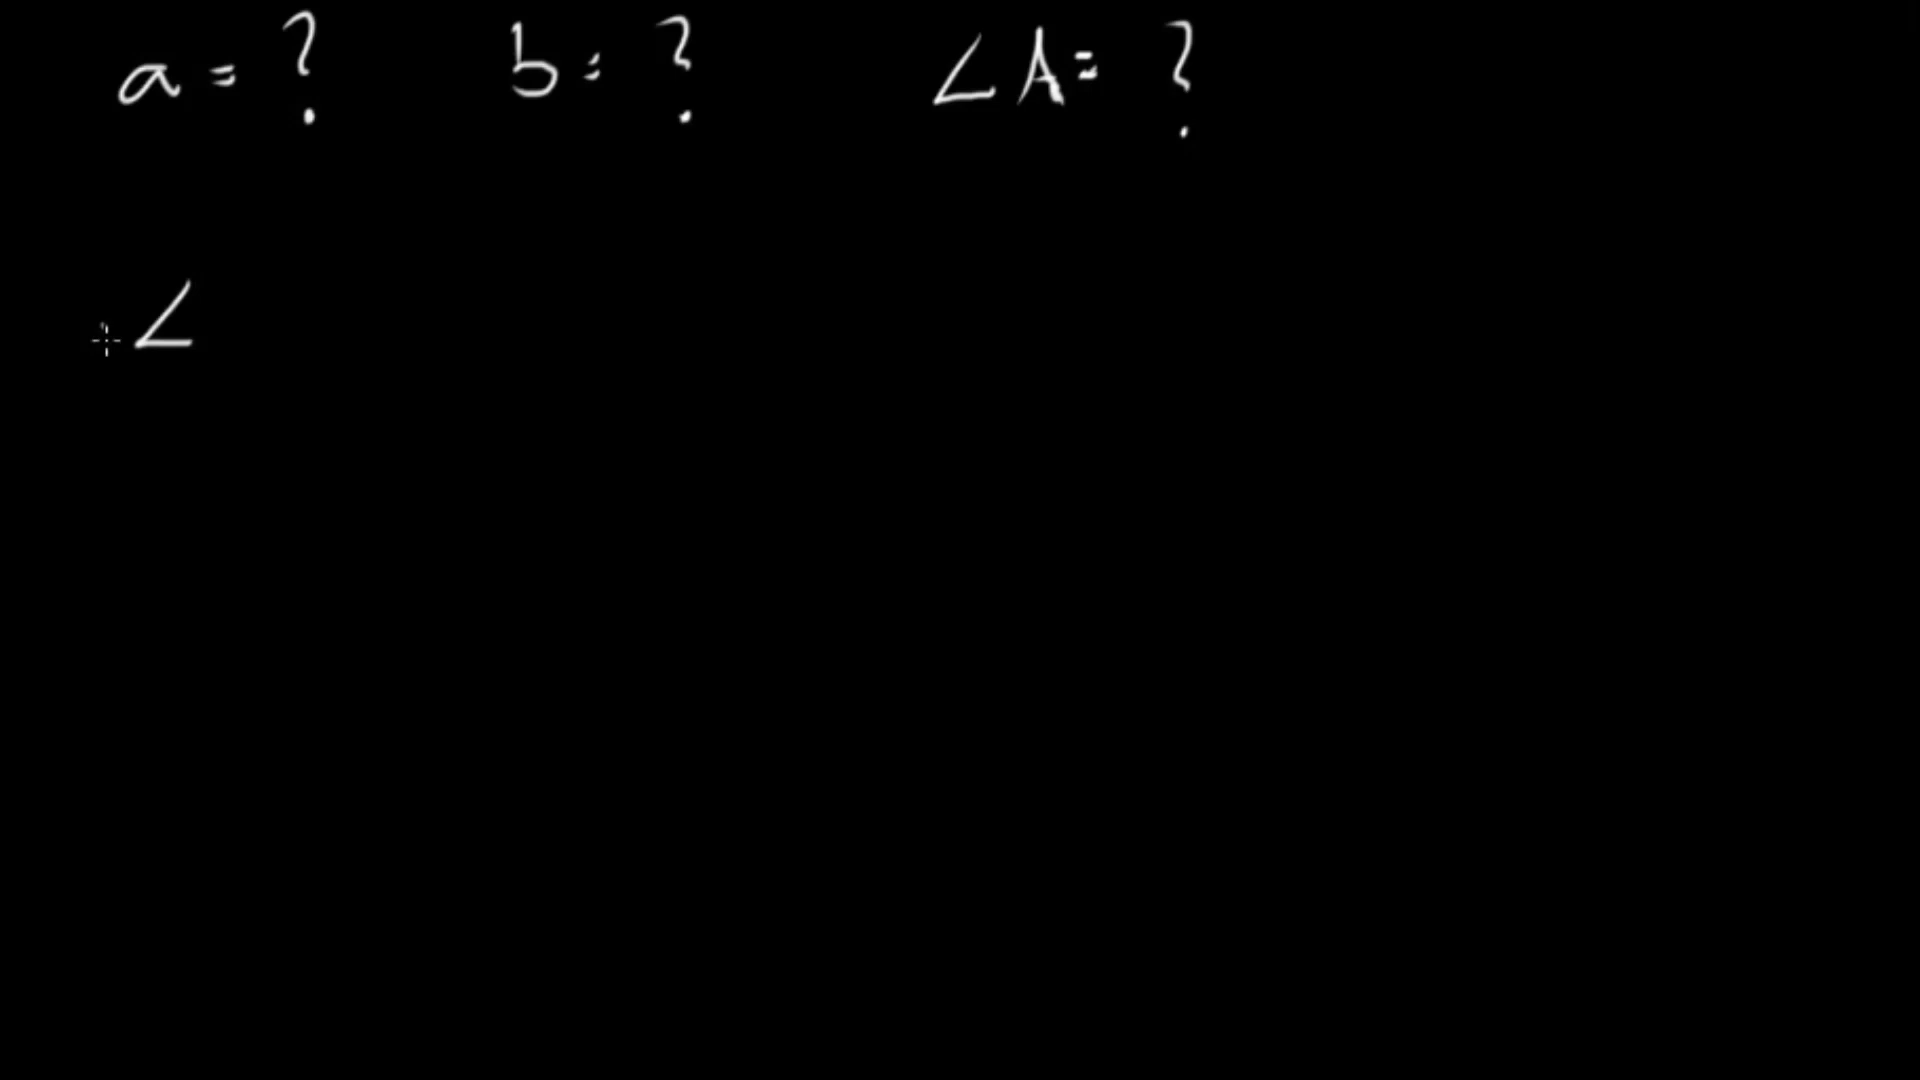 a = ? b = ? ∠A = ?
∠